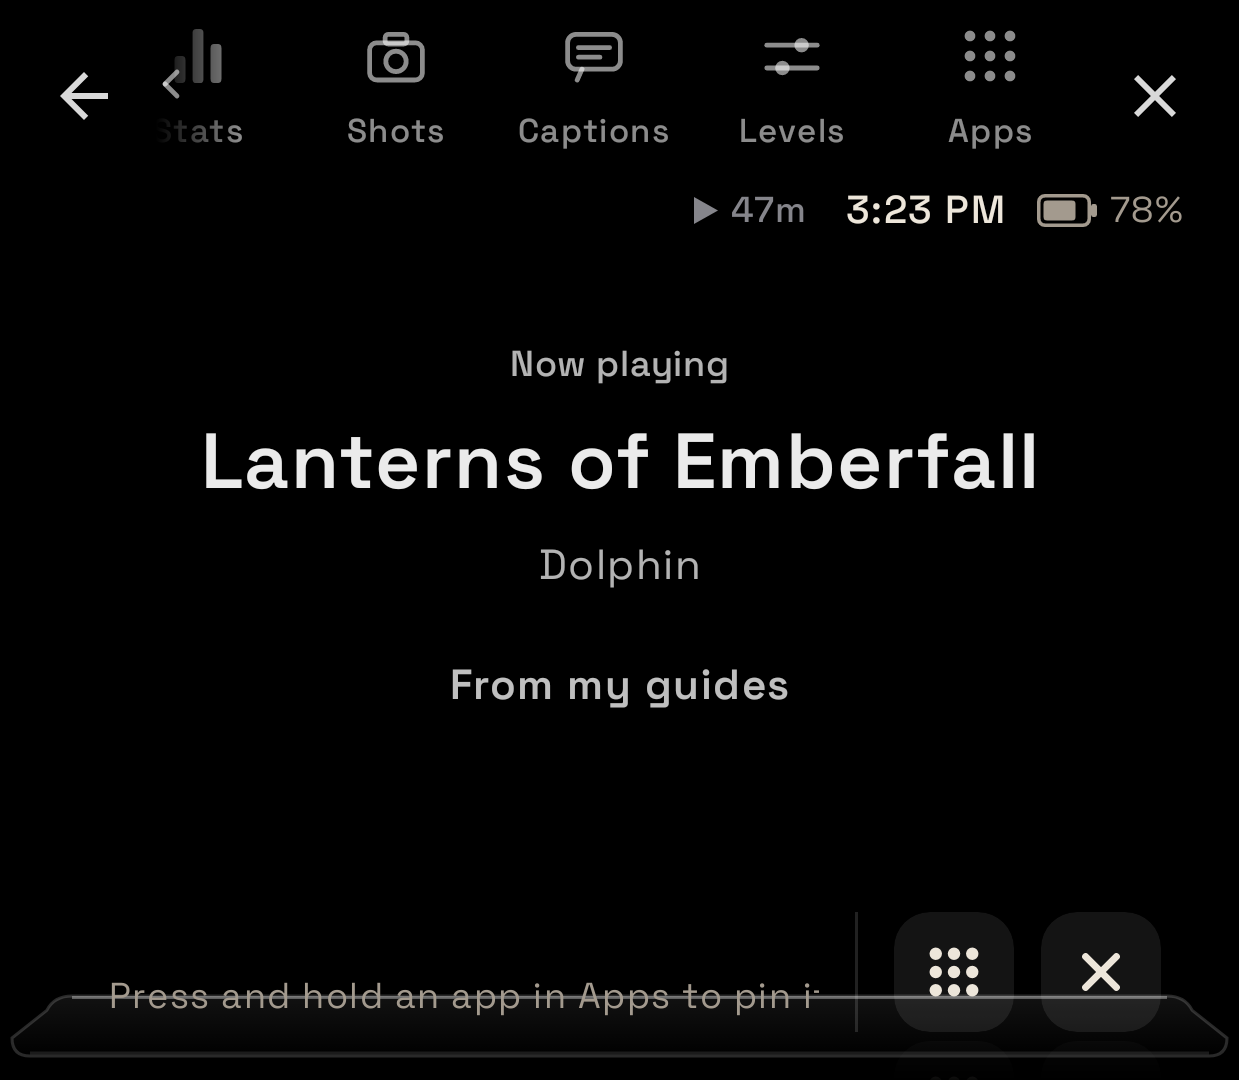 Stats
Shots
Captions
Levels
Apps
47m
3:23 PM
78%
Now playing
Lanterns of Emberfall
Dolphin
From my guides
Press and hold an app in Apps to pin